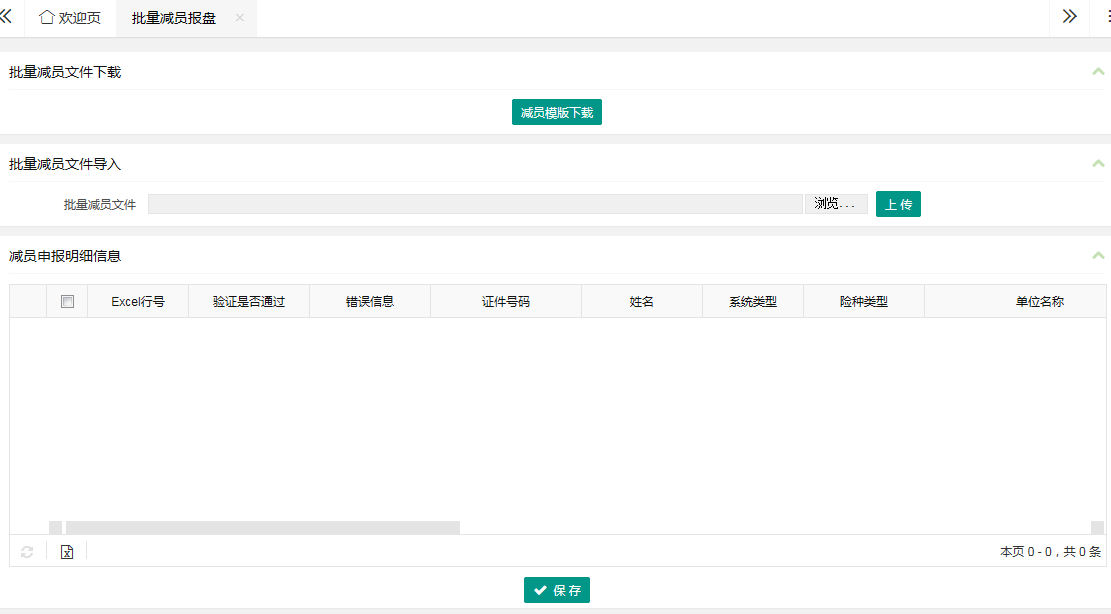 欢迎页 批量减员报盘
批量减员文件下载
减员模版下载
批量减员文件导入
批量减员文件 浏览... 上传
减员申报明细信息
Excel行号 验证是否通过 错误信息 证件号码 姓名 系统类型 险种类型 单位名称
本页 0 - 0，共 0 条
保存